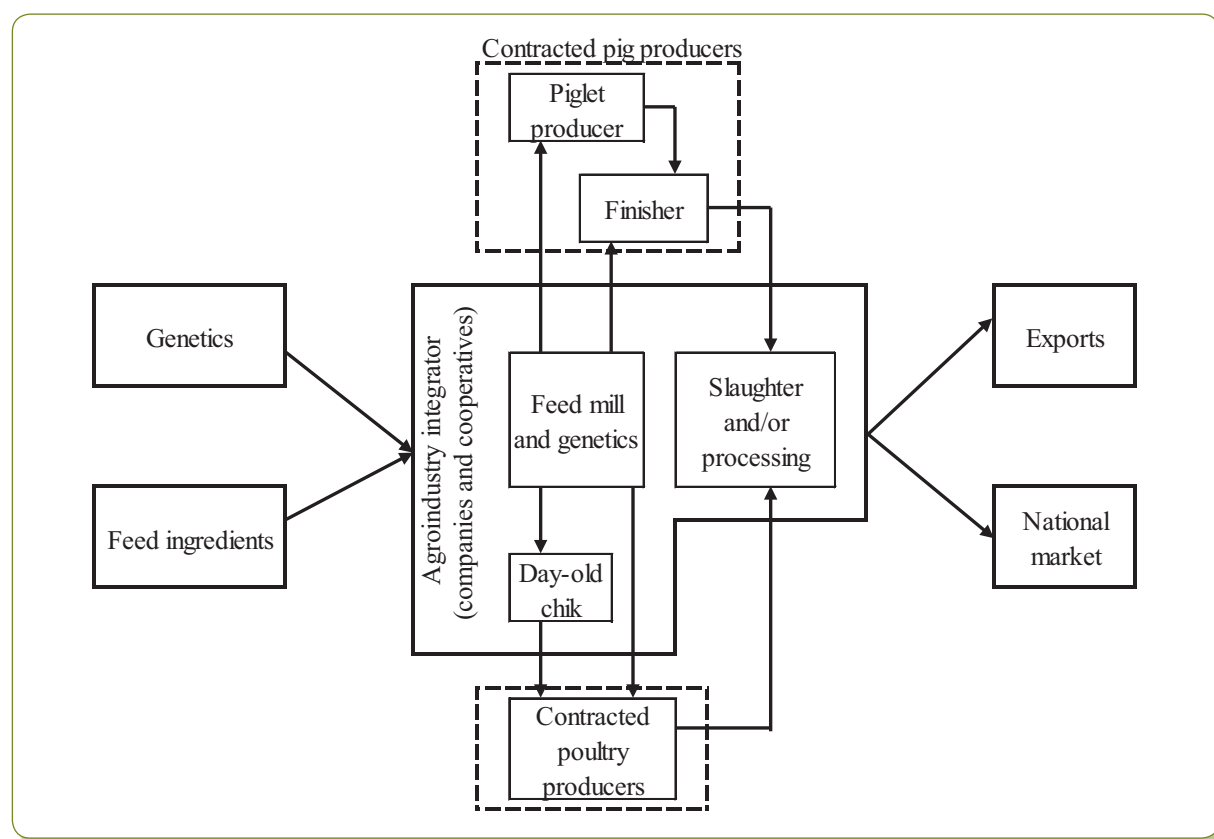 Contracted pig producers
Piglet
producer
Finisher
Genetics
Feed ingredients
Agroindustry integrator
(companies and cooperatives)
Feed mill
and genetics
Day-old
chik
Slaughter
and/or
processing
Exports
National
market
Contracted
poultry
producers